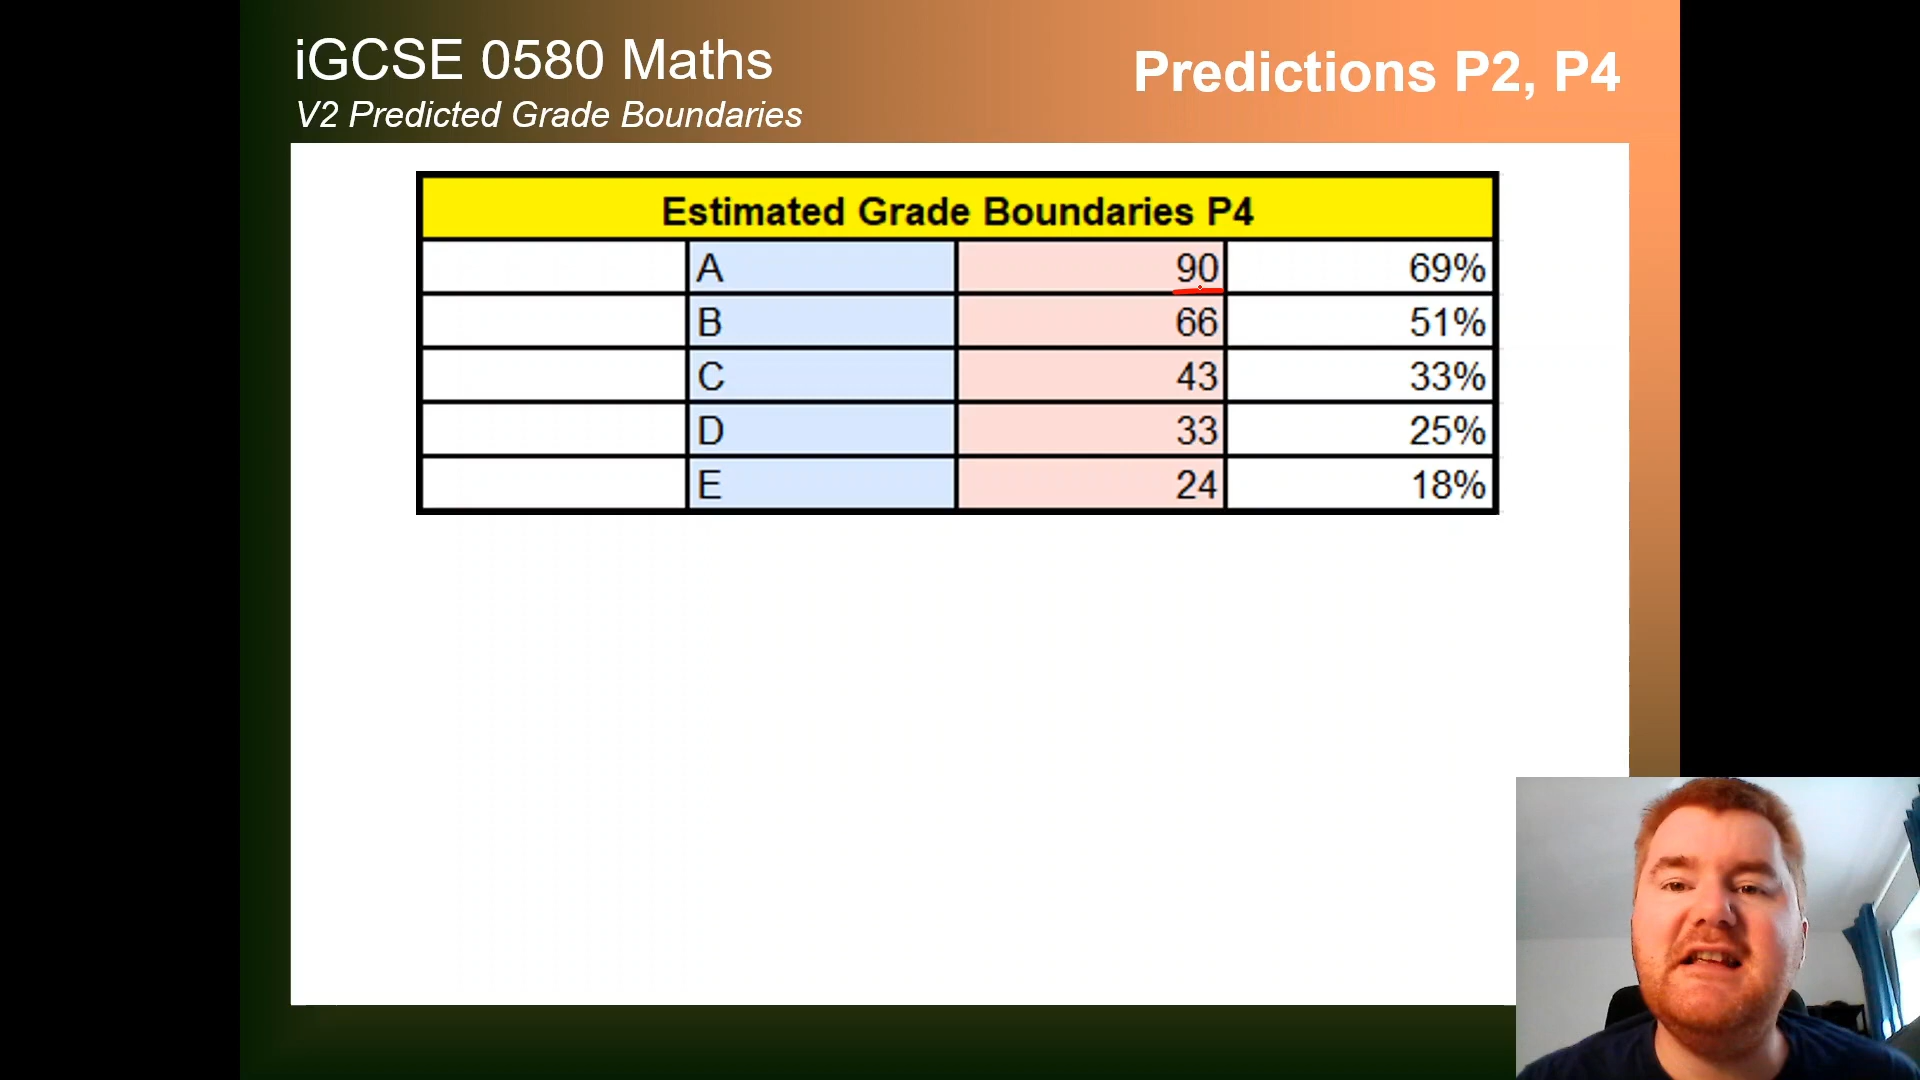 iGCSE 0580 Maths
Predictions P2, P4
V2 Predicted Grade Boundaries
Estimated Grade Boundaries P4
A 90 69%
B 66 51%
C 43 33%
D 33 25%
E 24 18%